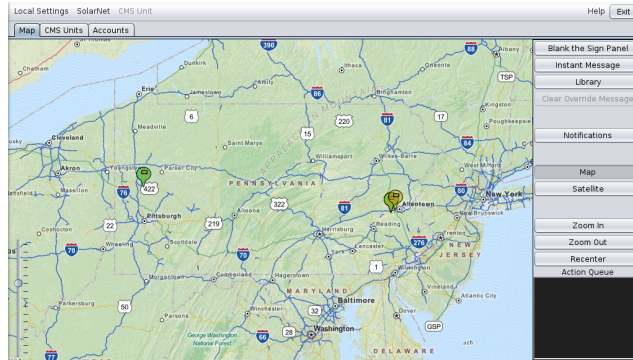 Local Settings SolarNet CMS Unit Help Exit
Map CMS Units Accounts
Blank the Sign Panel
Instant Message
Library
Clear Override Message
Notifications
Map
Satellite
Zoom In
Zoom Out
Recenter
Action Queue
390
88
Albany
Dunkirk
Ithaca
Oneonta
Chatham
TSP
Erie
Jamestown
86
Binghamton
Kingston
6
220
81
17
Poughkeepsie
Meadville
15
84
Cleveland
Saint Marys
Williamsport
Wilkes-Barre
Akron
Youngstown
Parker City
West Milford
Massillon
76
422
PENNSYLVANIA
80
New York
322
81
Allentown
New Brunswick
Pittsburgh
Altoona
22
219
Harrisburg
Reading
Coshocton
Trenton
Wheeling
Scottdale
276
NEW
70
70
York
Lancaster
JERSEY
Wilmington
Morgantown
Cumberland
Hagerstown
1
Vineland
MARYLAND
Atlantic City
Parkersburg
50
Baltimore
Winchester
32
Dover
Parsons
28
Washington
GSP
George Washington
National Forest
66
77
DELAWARE